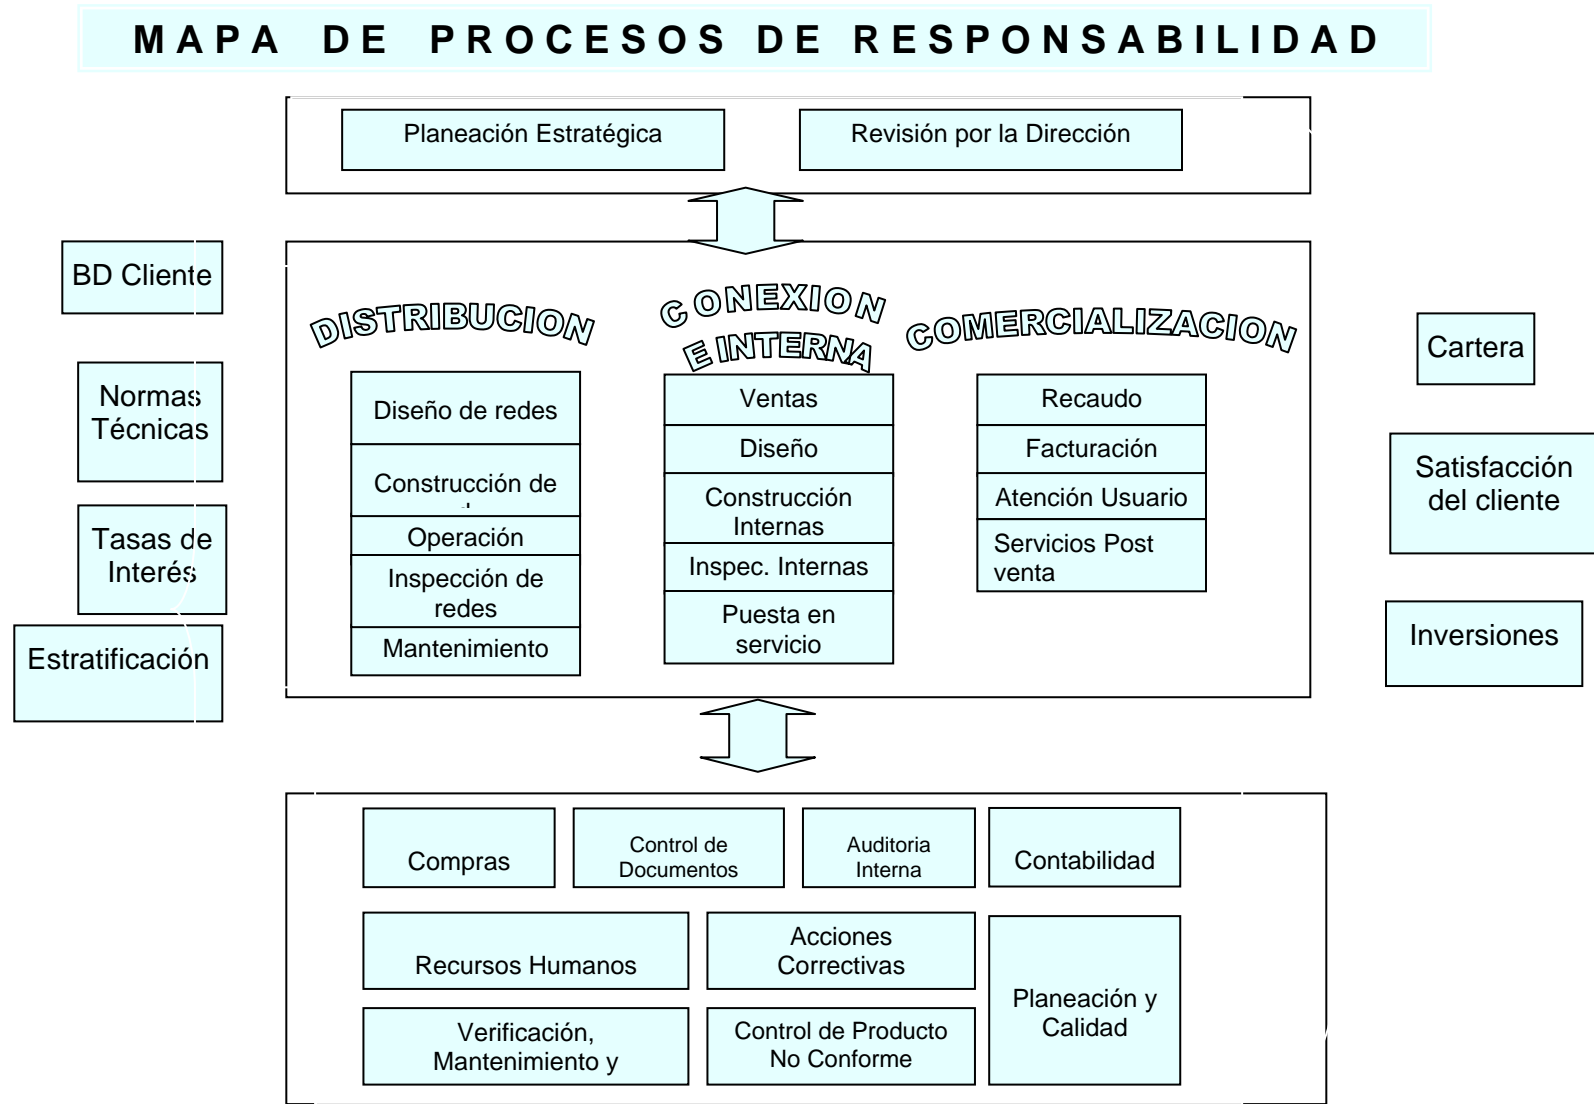 MAPA DE PROCESOS DE RESPONSABILIDAD
Planeación Estratégica
Revisión por la Dirección
BD Cliente
Normas
Técnicas
Tasas de
Interés
Estratificación
DISTRIBUCION
Diseño de redes
Construcción de
Operación
Inspección de
redes
Mantenimiento
CONEXION
E INTERNA
Ventas
Diseño
Construcción
Internas
Inspec. Internas
Puesta en
servicio
COMERCIALIZACION
Recaudo
Facturación
Atención Usuario
Servicios Post
venta
Cartera
Satisfacción
del cliente
Inversiones
Compras
Control de
Documentos
Auditoria
Interna
Contabilidad
Recursos Humanos
Acciones
Correctivas
Planeación y
Calidad
Verificación,
Mantenimiento y
Control de Producto
No Conforme